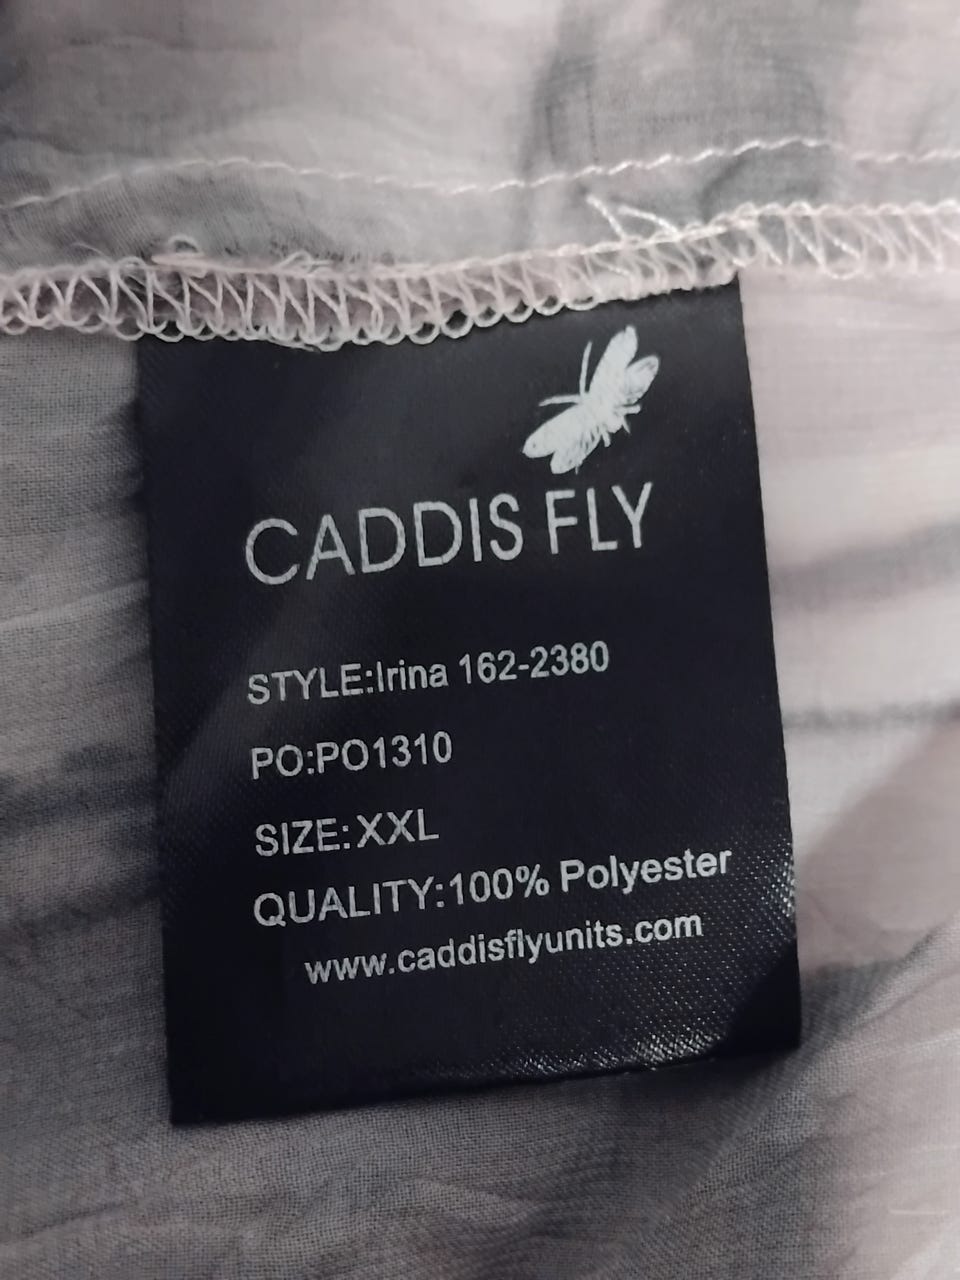 CADDIS FLY
STYLE:Irina 162-2380
PO:PO1310
SIZE:XXL
QUALITY:100% Polyester
www.caddisflyunits.com